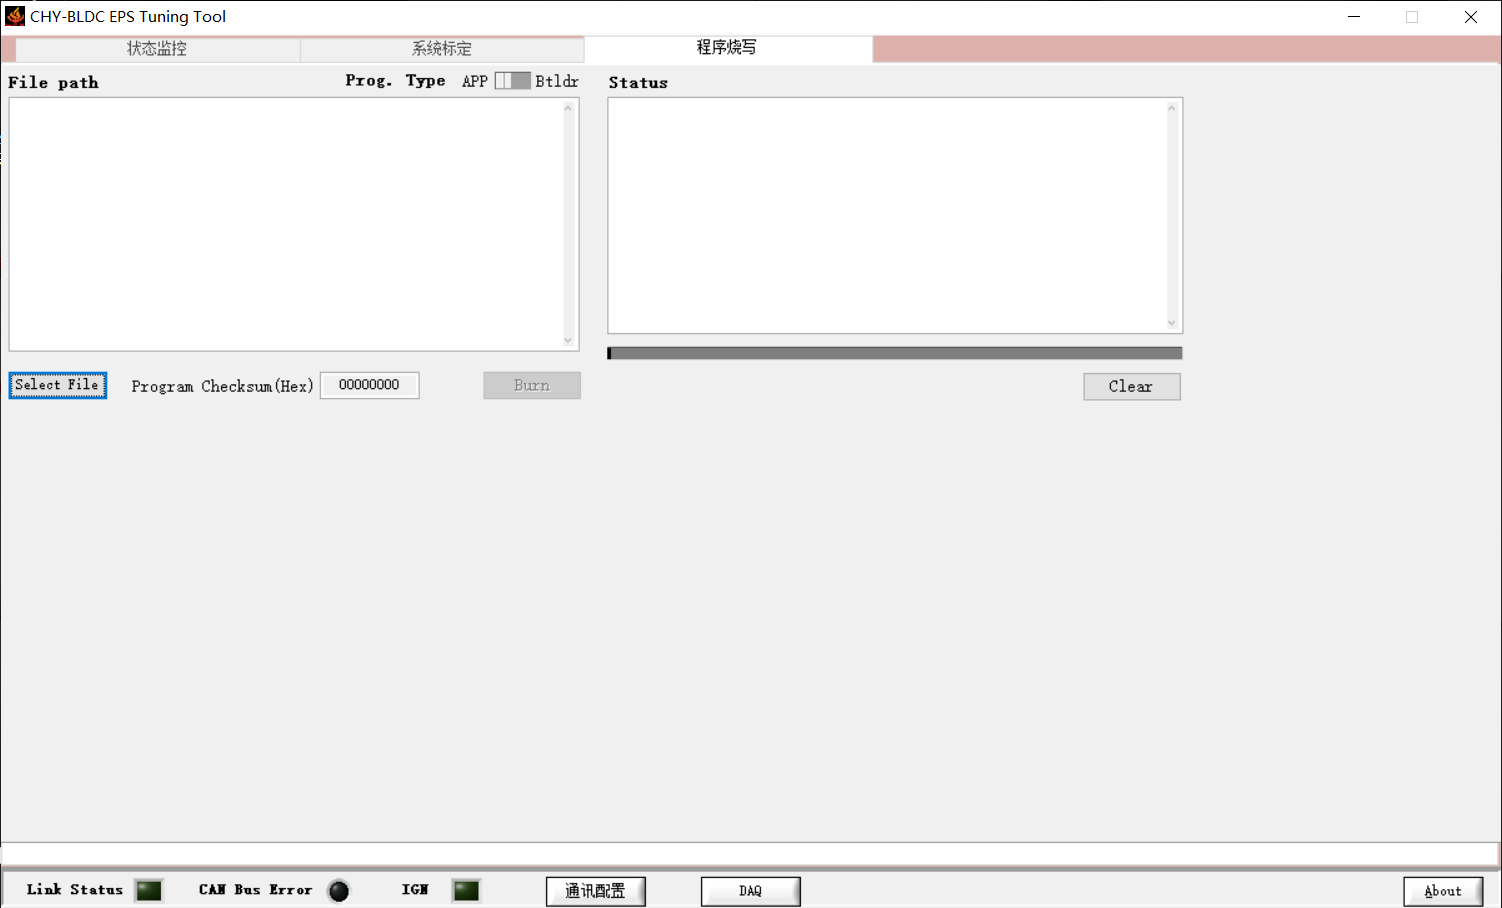 CHY-BLDC EPS Tuning Tool
状态监控 系统标定 程序烧写
File path Prog. Type APP Btldr Status
Select File Program Checksum(Hex) 00000000 Burn Clear
Link Status CAN Bus Error IGN 通讯配置 DAQ About